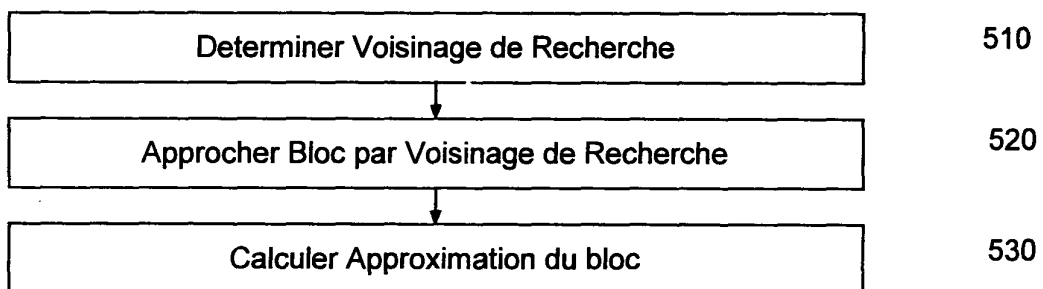 Determiner Voisinage de Recherche 510
Approcher Bloc par Voisinage de Recherche 520
Calculer Approximation du bloc 530